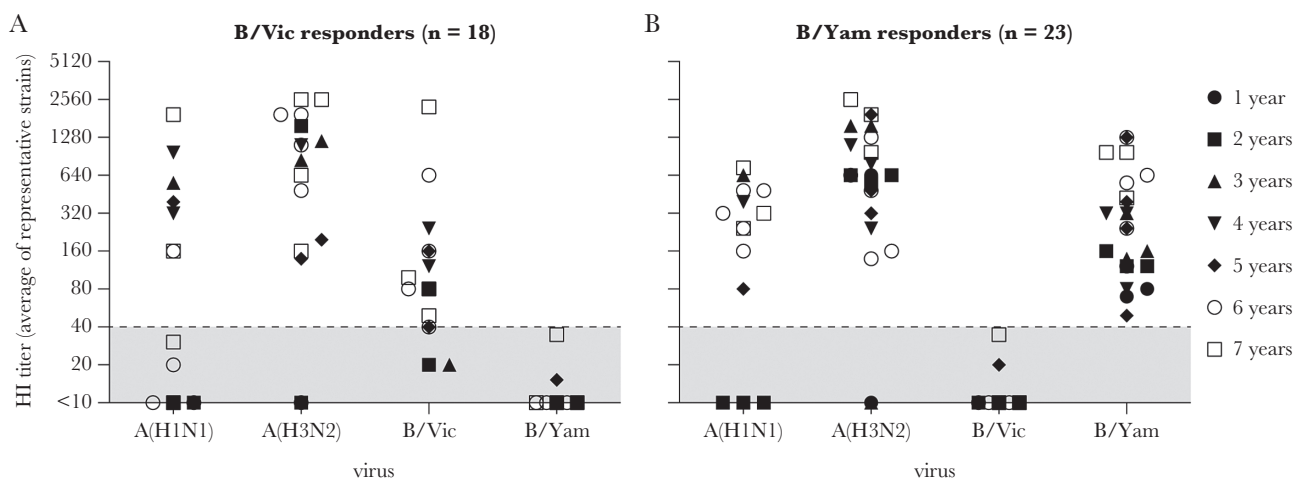 A
B/Vic responders (n = 18)
HI titer (average of representative strains)
5120
2560
1280
640
320
160
80
40
20
<10
A(H1N1)
A(H3N2)
B/Vic
B/Yam
virus
B
B/Yam responders (n = 23)
A(H1N1)
A(H3N2)
B/Vic
B/Yam
virus
1 year
2 years
3 years
4 years
5 years
6 years
7 years